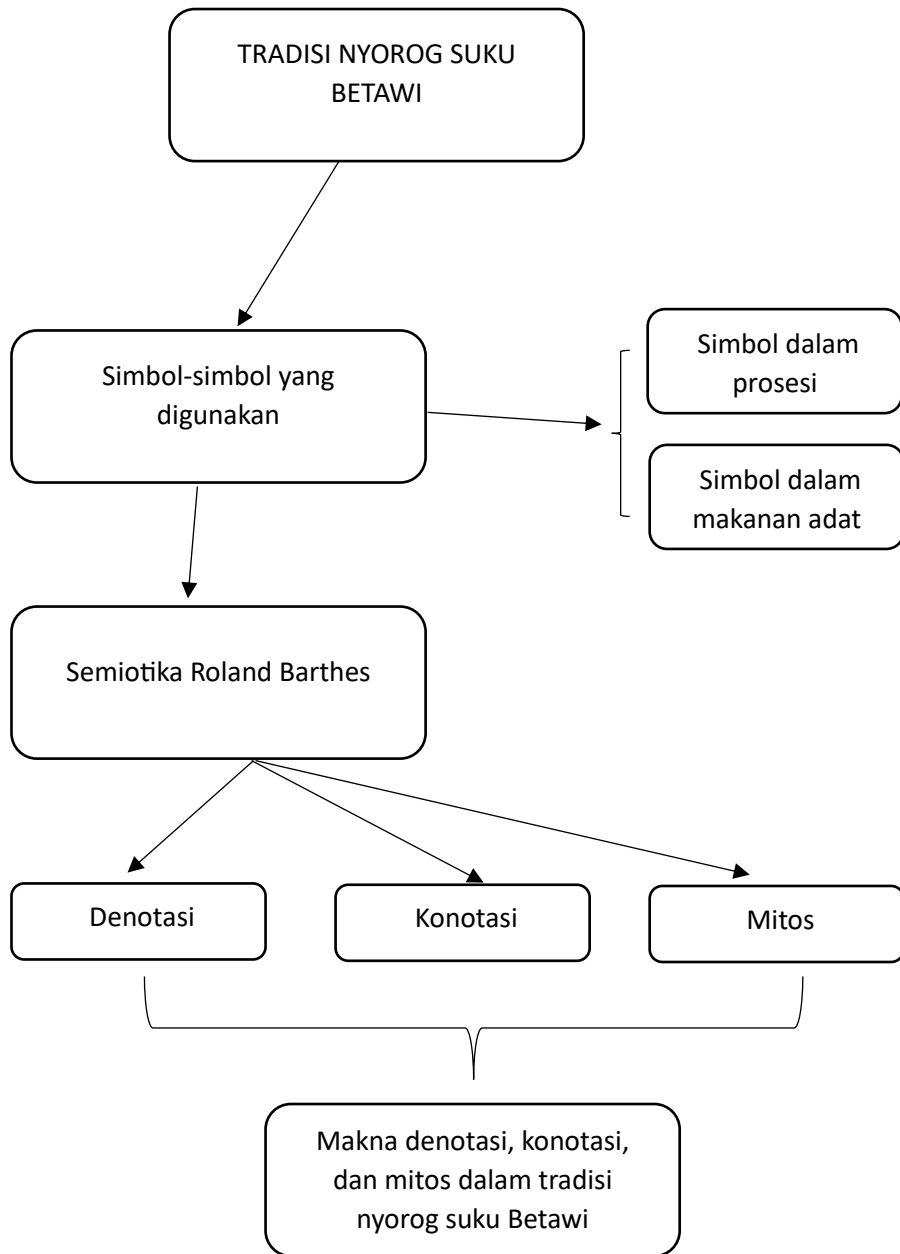 TRADISI NYOROG SUKU
BETAWI
Simbol-simbol yang
digunakan
Simbol dalam
prosesi
Simbol dalam
makanan adat
Semiotika Roland Barthes
Denotasi
Konotasi
Mitos
Makna denotasi, konotasi,
dan mitos dalam tradisi
nyorog suku Betawi